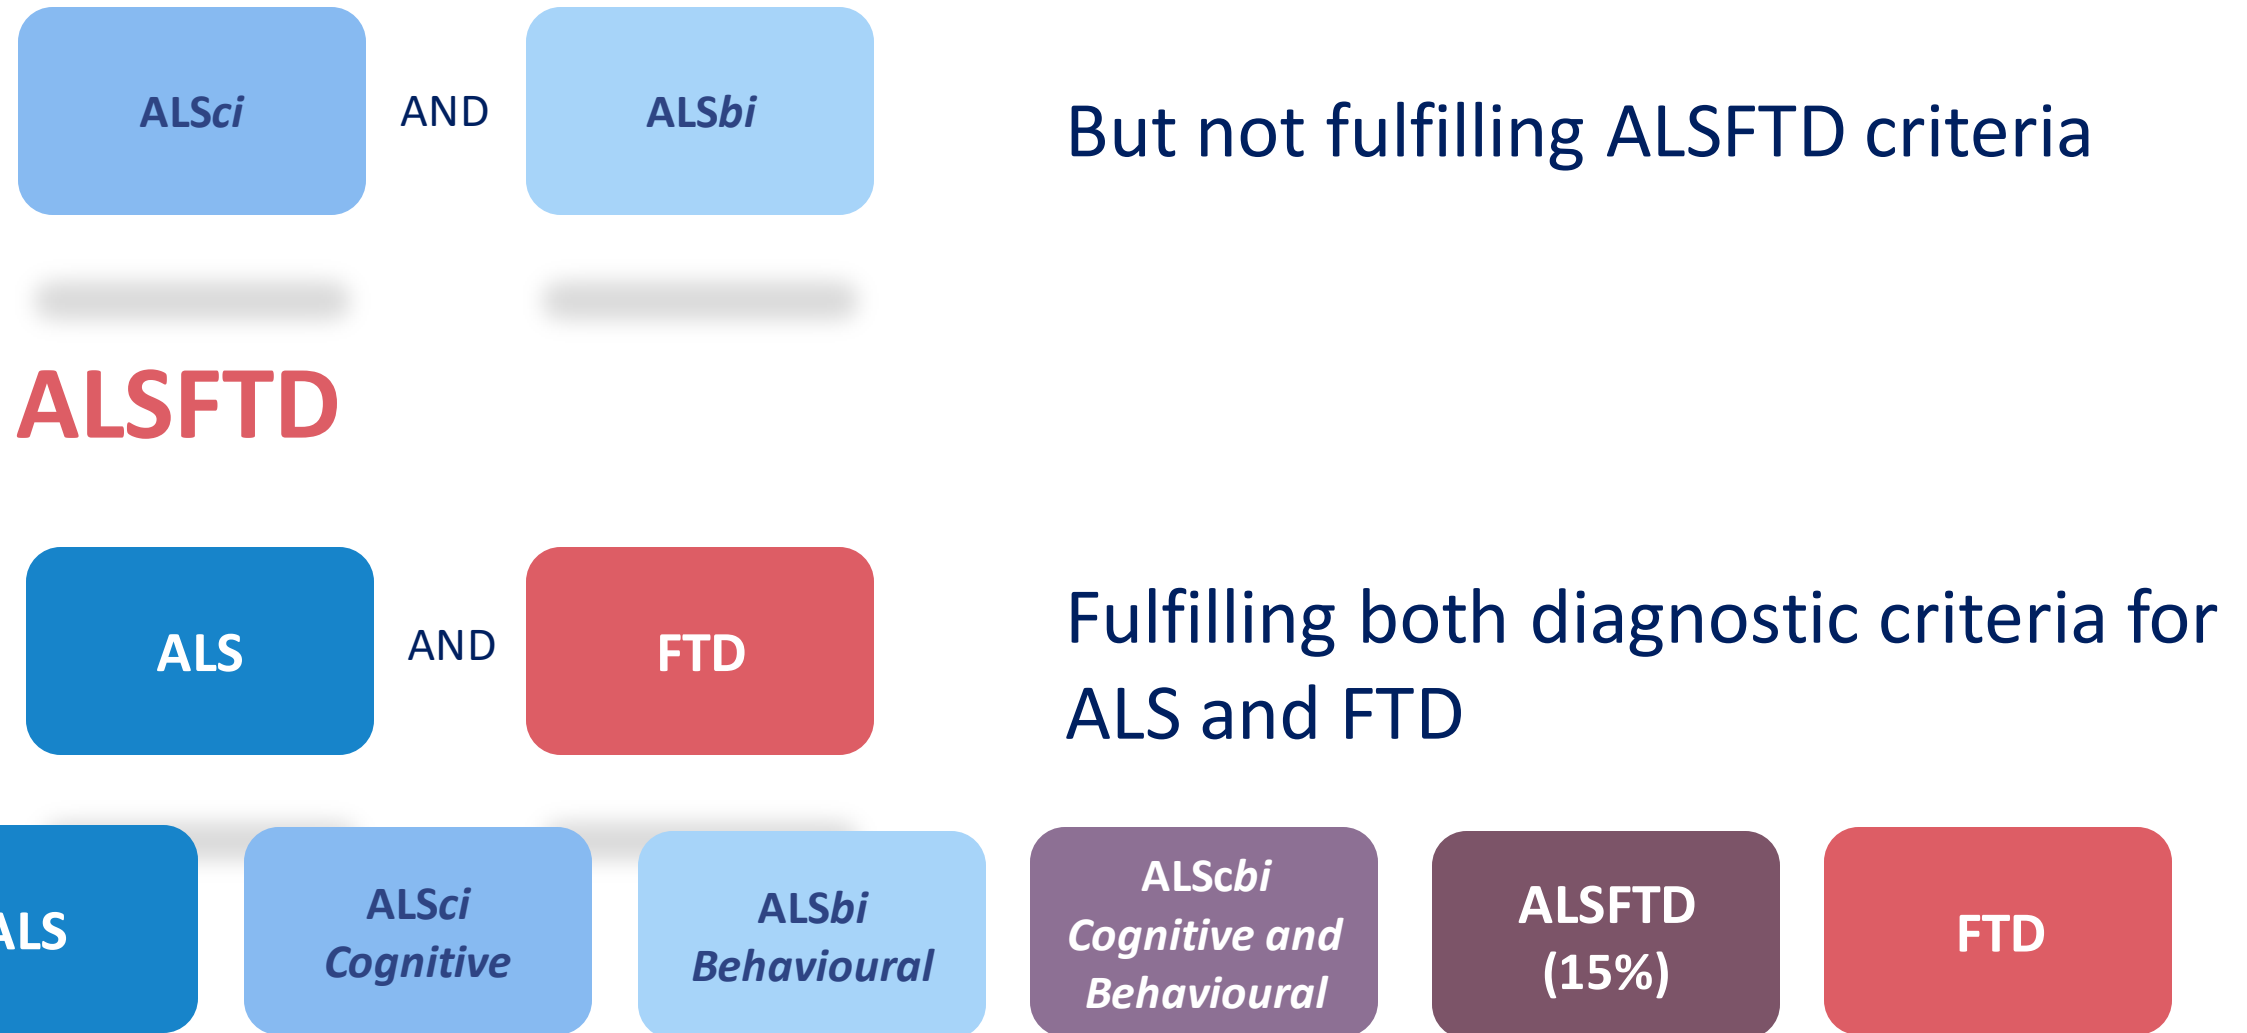 ALSci
AND
ALSbi
But not fulfilling ALSFTD criteria
ALSFTD
ALS
AND
FTD
Fulfilling both diagnostic criteria for
ALS and FTD
ALS
ALSci
Cognitive
ALSbi
Behavioural
ALScbi
Cognitive and
Behavioural
ALSFTD
(15%)
FTD